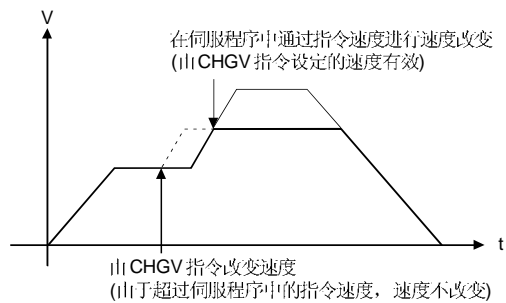 V
在伺服程序中通过指令速度进行速度改变
(由CHGV指令设定的速度有效)
t
由CHGV指令改变速度
(由于超过伺服程序中的指令速度，速度不改变)